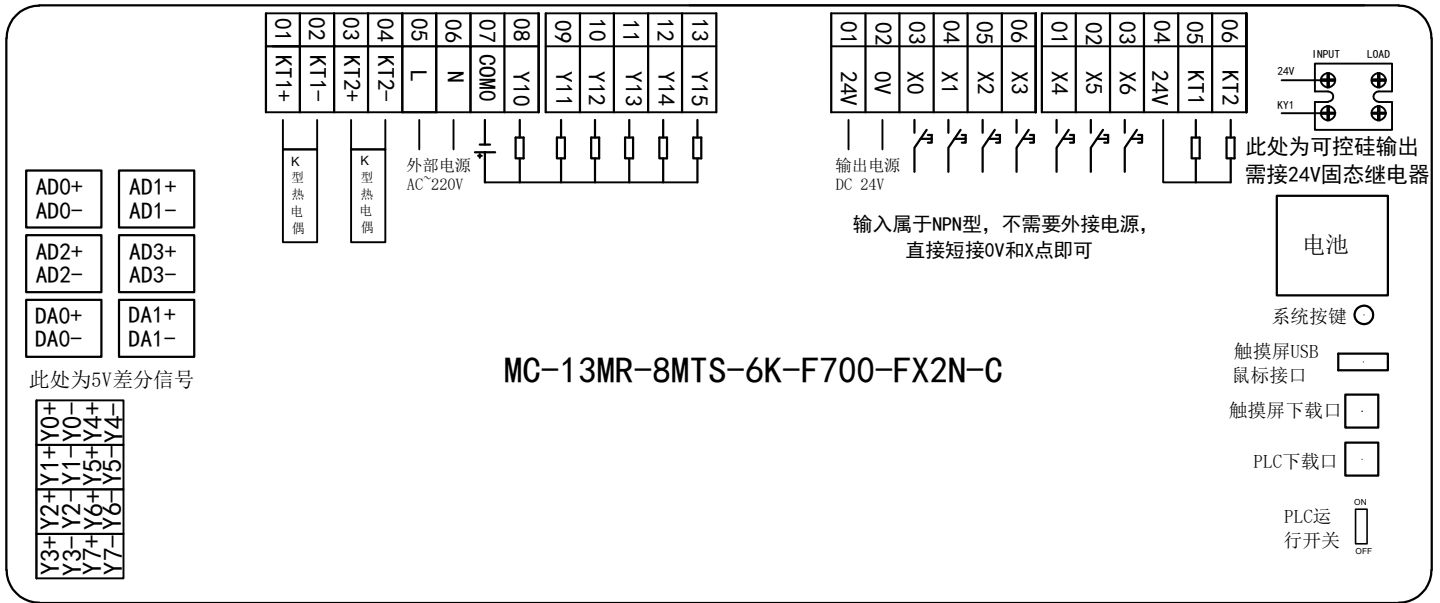 01 02 03 04 05 06 07 08 09 10 11 12 13
KT1+ KT1- KT2+ KT2- L N COM0 Y10 Y11 Y12 Y13 Y14 Y15
01 02 03 04 05 06 01 02 03 04 05 06
24V 0V X0 X1 X2 X3 X4 X5 X6 24V KT1 KT2
INPUT LOAD
24V
KY1
K型热电偶
K型热电偶
外部电源
AC~220V
输出电源
DC 24V
此处为可控硅输出
需接24V固态继电器
输入属于NPN型，不需要外接电源，
直接短接0V和X点即可
AD0+ AD1+
AD0- AD1-
AD2+ AD3+
AD2- AD3-
DA0+ DA1+
DA0- DA1-
此处为5V差分信号
Y0+ Y0- Y4+ Y4-
Y1+ Y1- Y5+ Y5-
Y2+ Y2- Y6+ Y6-
Y3+ Y3- Y7+ Y7-
MC-13MR-8MTS-6K-F700-FX2N-C
电池
系统按键
触摸屏USB
鼠标接口
触摸屏下载口
PLC下载口
PLC运
行开关
ON
OFF